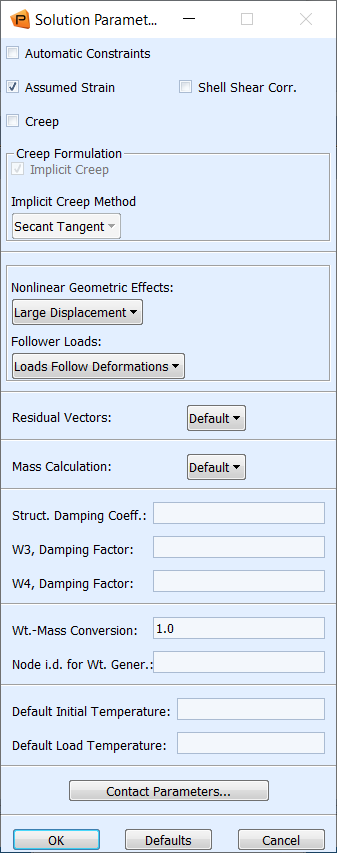 Solution Paramet...
Automatic Constraints
Assumed Strain
Shell Shear Corr.
Creep
Creep Formulation
Implicit Creep
Implicit Creep Method
Secant Tangent
Nonlinear Geometric Effects:
Large Displacement
Follower Loads:
Loads Follow Deformations
Residual Vectors: Default
Mass Calculation: Default
Struct. Damping Coeff.:
W3, Damping Factor:
W4, Damping Factor:
Wt.-Mass Conversion: 1.0
Node i.d. for Wt. Gener.:
Default Initial Temperature:
Default Load Temperature:
Contact Parameters...
OK Defaults Cancel